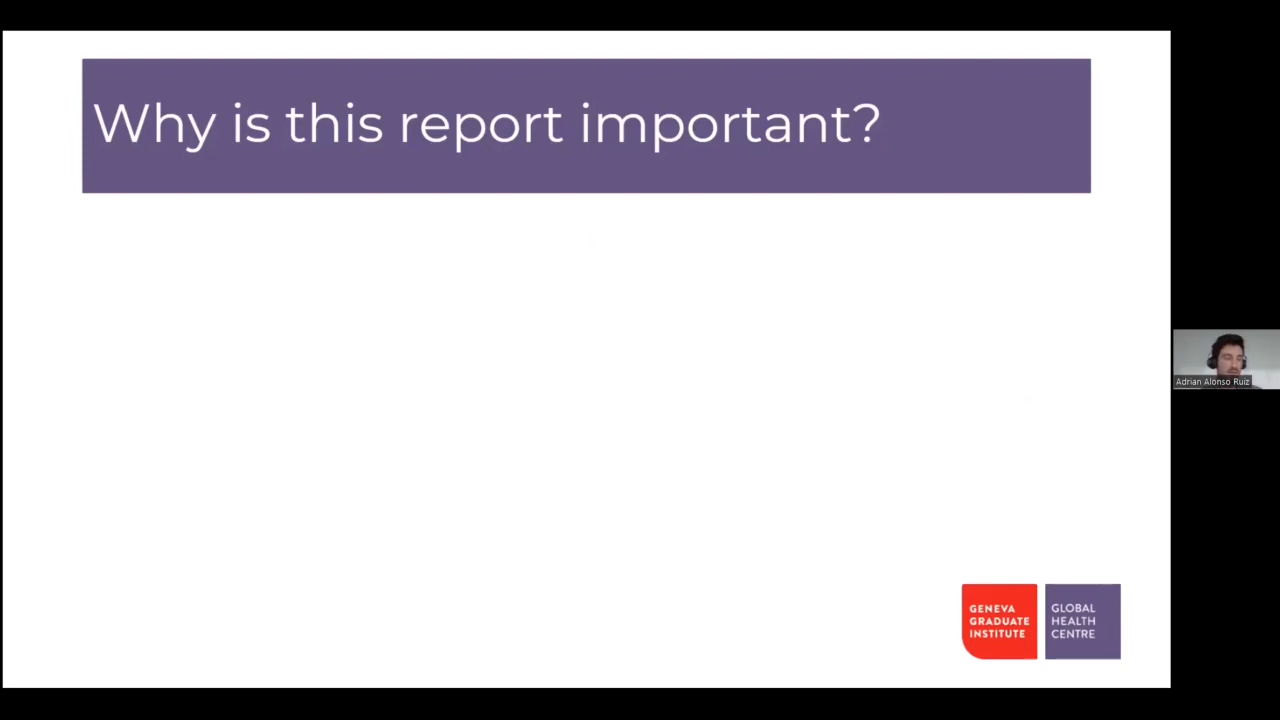 Why is this report important?
Adrian Alonso Ruiz
GENEVA
GRADUATE
INSTITUTE
GLOBAL
HEALTH
CENTRE